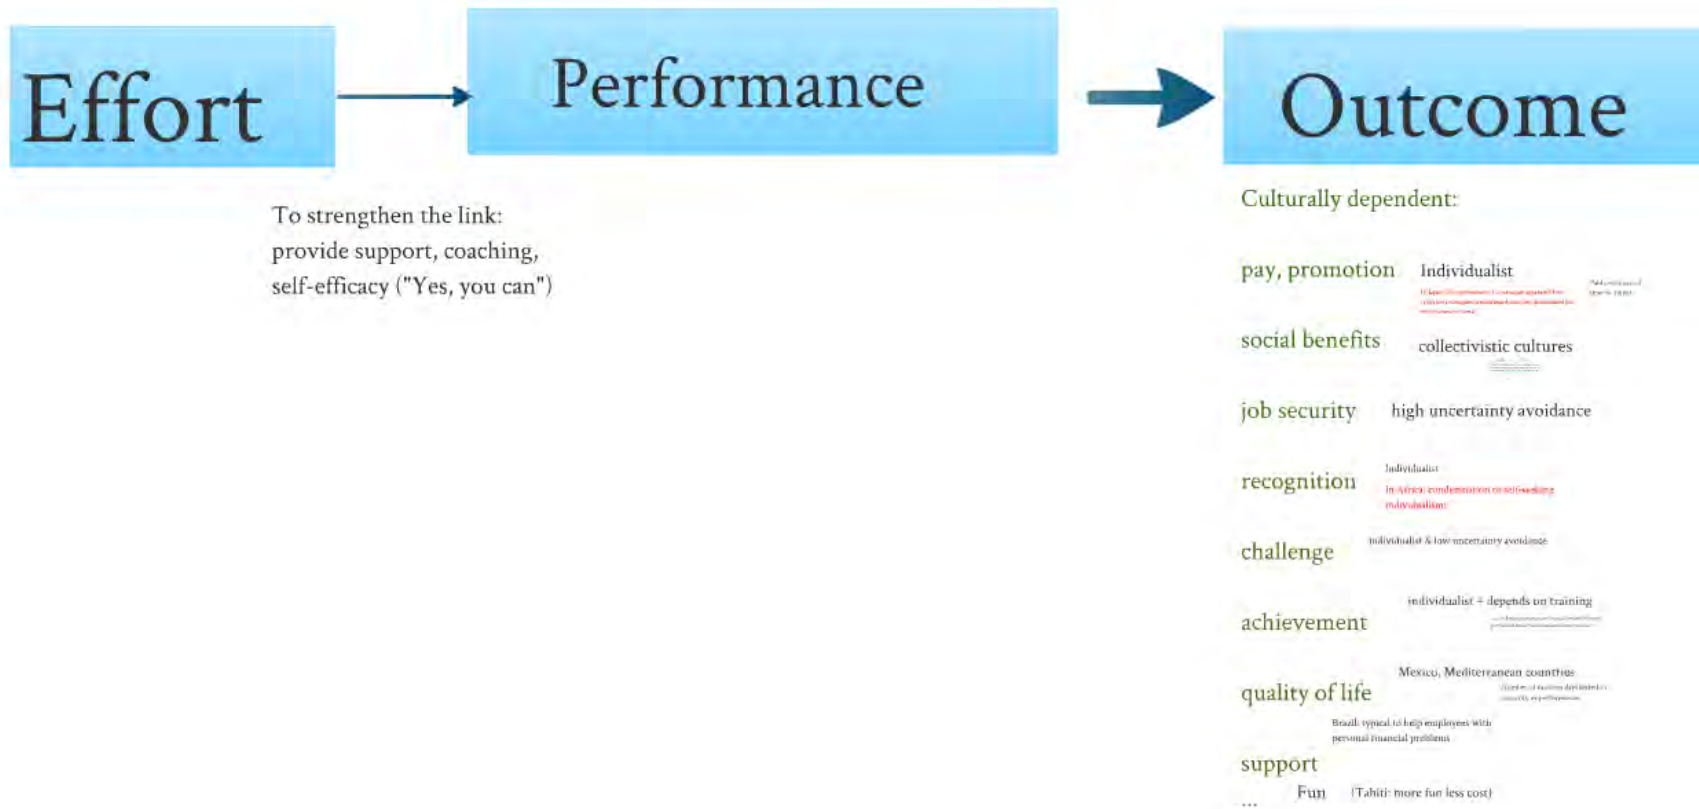 Effort
Performance
Outcome
To strengthen the link:
provide support, coaching,
self-efficacy ("Yes, you can")
Culturally dependent:
pay, promotion Individualist
social benefits collectivistic cultures
job security high uncertainty avoidance
recognition Individualist
In Africa: condemnation of self-seeking
individualism
challenge individualist & low uncertainty avoidance
achievement individualist + depends on training
quality of life Mexico, Mediterranean countries
Brazil: typical to help employees with
personal financial problems
support
... Fun (Tahiti: more fun less cost)